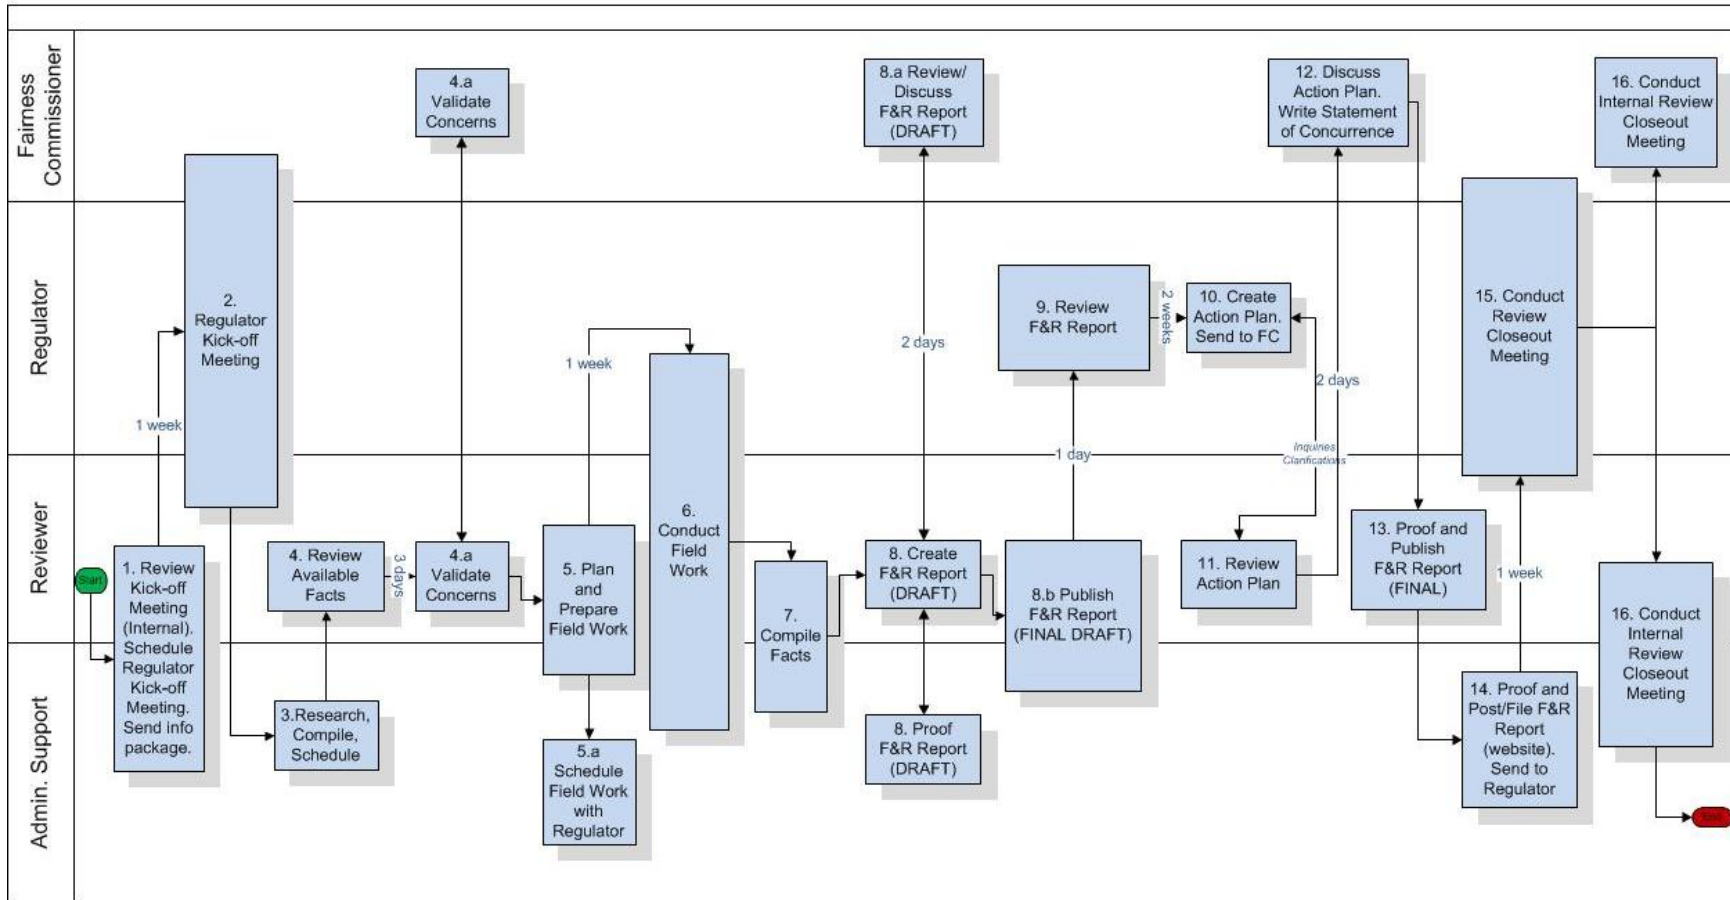 Fairness
Commissioner
4.a
Validate
Concerns
8.a Review/
Discuss
F&R Report
(DRAFT)
12. Discuss
Action Plan.
Write Statement
of Concurrence
16. Conduct
Internal Review
Closeout
Meeting
Regulator
2.
Regulator
Kick-off
Meeting
1 week
1 week
2 days
9. Review
F&R Report
2 weeks
10. Create
Action Plan.
Send to FC
2 days
15. Conduct
Review
Closeout
Meeting
1 day
Inquiries
Clarifications
Reviewer
Start
1. Review
Kick-off
Meeting
(Internal).
Schedule
Regulator
Kick-off
Meeting.
Send info
package.
4. Review
Available
Facts
3 days
4.a
Validate
Concerns
5. Plan
and
Prepare
Field Work
6.
Conduct
Field
Work
7.
Compile
Facts
8. Create
F&R Report
(DRAFT)
8.b Publish
F&R Report
(FINAL DRAFT)
11. Review
Action Plan
13. Proof and
Publish
F&R Report
(FINAL)
1 week
16. Conduct
Internal
Review
Closeout
Meeting
Admin. Support
3.Research,
Compile,
Schedule
5.a
Schedule
Field Work
with
Regulator
8. Proof
F&R Report
(DRAFT)
14. Proof and
Post/File F&R
Report
(website).
Send to
Regulator
End